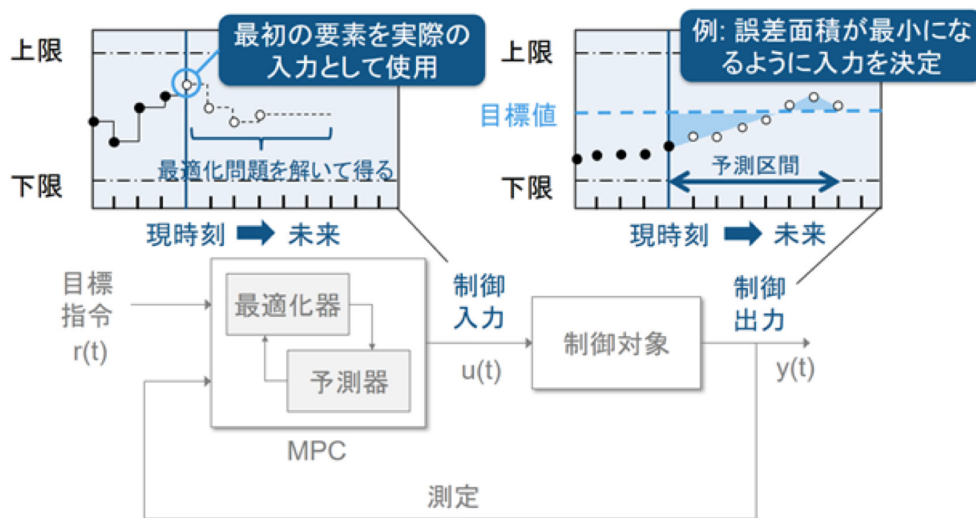 上限
最初の要素を実際の
入力として使用
最適化問題を解いて得る
下限
現時刻
未来
上限
例: 誤差面積が最小にな
るように入力を決定
目標値
予測区間
下限
現時刻
未来
目標
指令
r(t)
最適化器
予測器
MPC
制御
入力
u(t)
制御対象
制御
出力
y(t)
測定